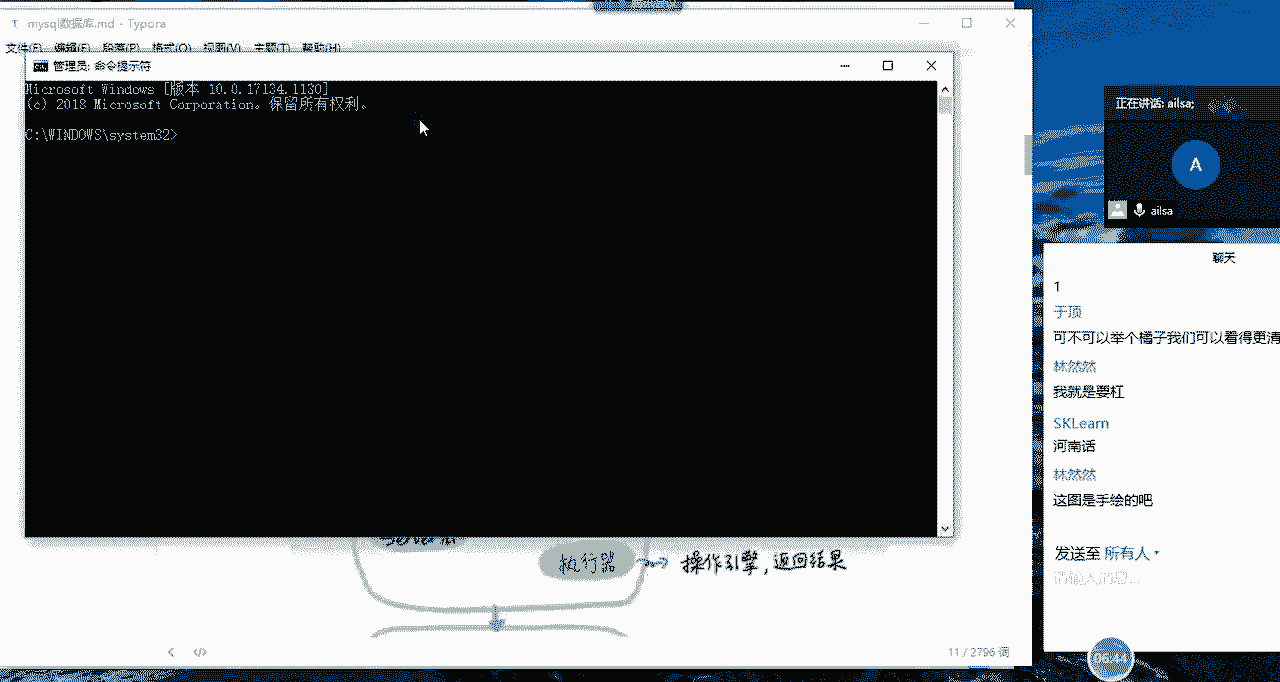 mysql数据库.md - Typora
文件(F) 编辑(E) 段落(P) 格式(O) 视图(V) 主题(T) 帮助(H)
管理员: 命令提示符
Microsoft Windows [版本 10.0.17134.1130]
(c) 2018 Microsoft Corporation。保留所有权利。
C:\WINDOWS\system32>
执行器 操作引擎,返回结果
11 / 2796 词
正在讲话: ailsa;
A
ailsa
聊天
1
于顶
可不可以举个橘子我们可以看得更清
林然然
我就是要杠
SKLearn
河南话
林然然
这图是手绘的吧
发送至 所有人
请输入消息...
06:41